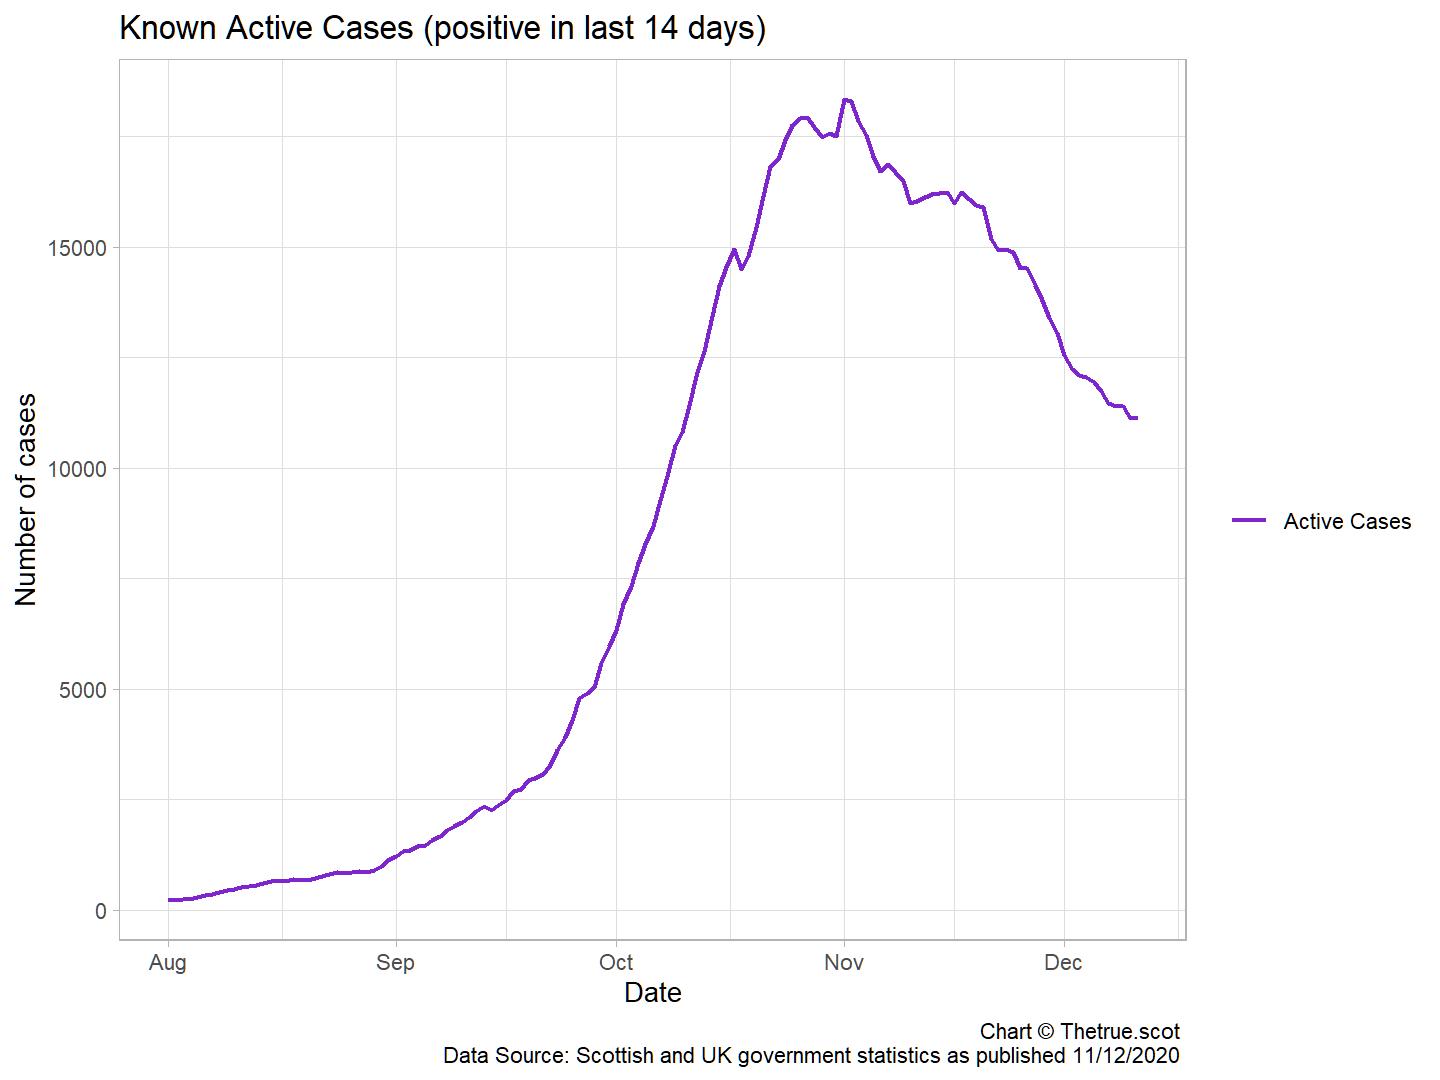 Known Active Cases (positive in last 14 days)
Number of cases
15000
10000
5000
0
Aug Sep Oct Nov Dec
Date
Active Cases
Chart © Thetrue.scot
Data Source: Scottish and UK government statistics as published 11/12/2020